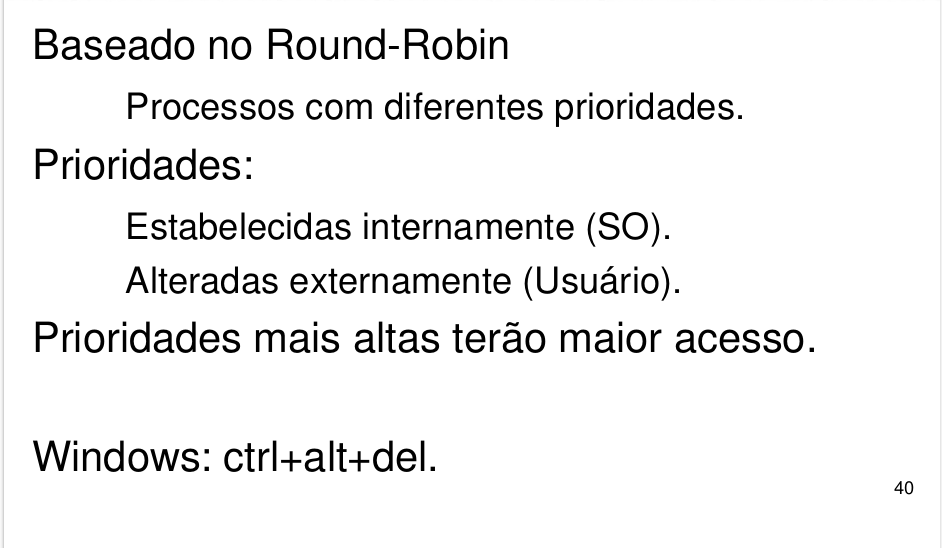 Baseado no Round-Robin
Processos com diferentes prioridades.
Prioridades:
Estabelecidas internamente (SO).
Alteradas externamente (Usuário).
Prioridades mais altas terão maior acesso.
Windows: ctrl+alt+del.
40